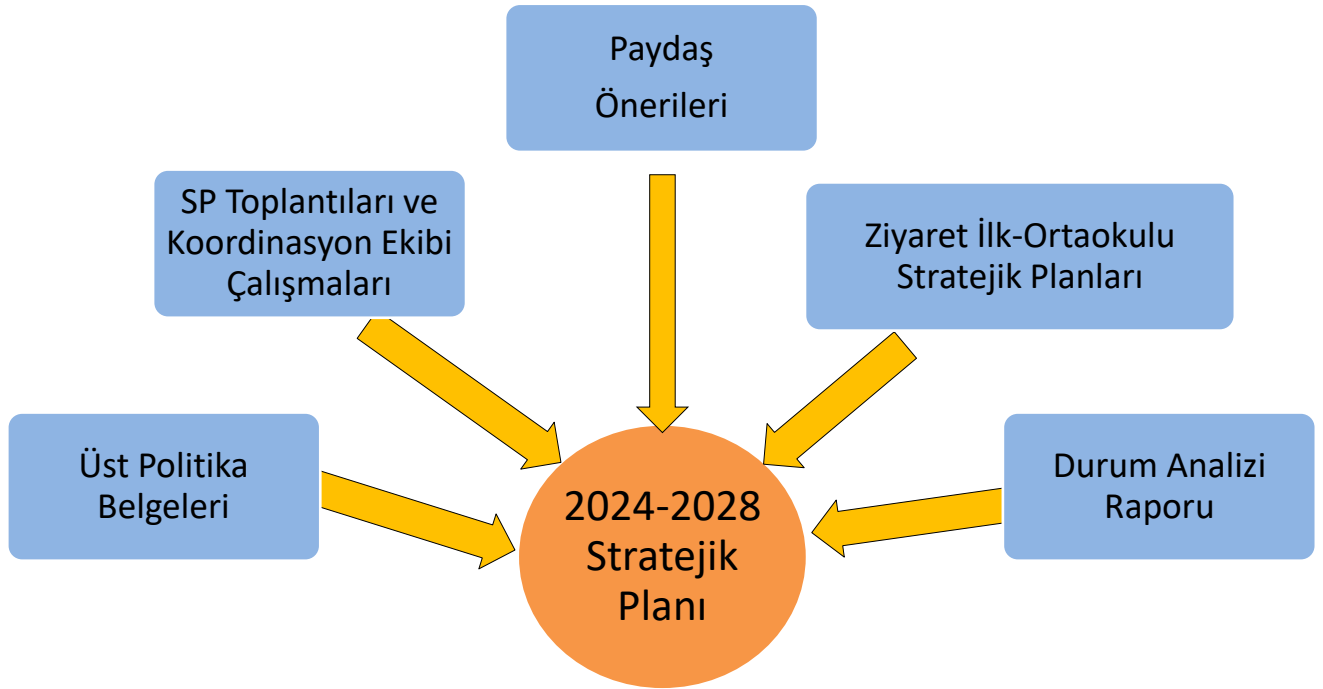 Paydaş
Önerileri
SP Toplantıları ve
Koordinasyon Ekibi
Çalışmaları
Ziyaret İlk-Ortaokulu
Stratejik Planları
Üst Politika
Belgeleri
Durum Analizi
Raporu
2024-2028
Stratejik
Planı